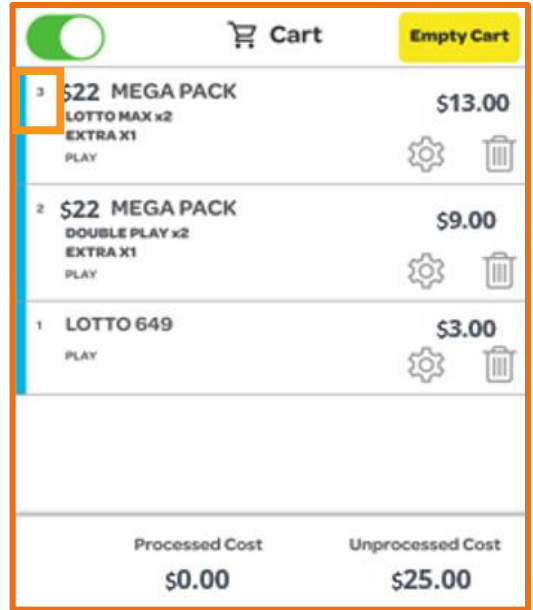 Cart
Empty Cart
3 $22 MEGA PACK $13.00
LOTTO MAX x2
EXTRA X1
PLAY
2 $22 MEGA PACK $9.00
DOUBLE PLAY x2
EXTRA X1
PLAY
1 LOTTO 649 $3.00
PLAY
Processed Cost Unprocessed Cost
$0.00 $25.00